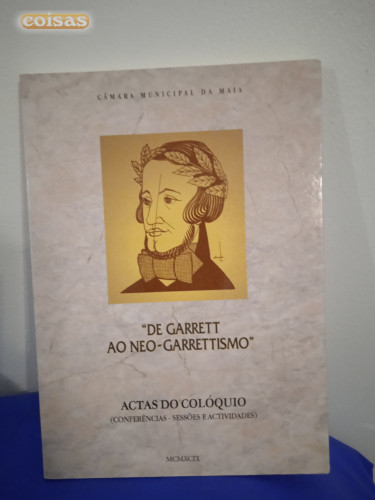 coisas
CÂMARA MUNICIPAL DA MAIA
"DE GARRETT
AO NEO-GARRETTISMO"
ACTAS DO COLÓQUIO
(CONFERÊNCIAS - SESSÕES E ACTIVIDADES)
MCMXCIX